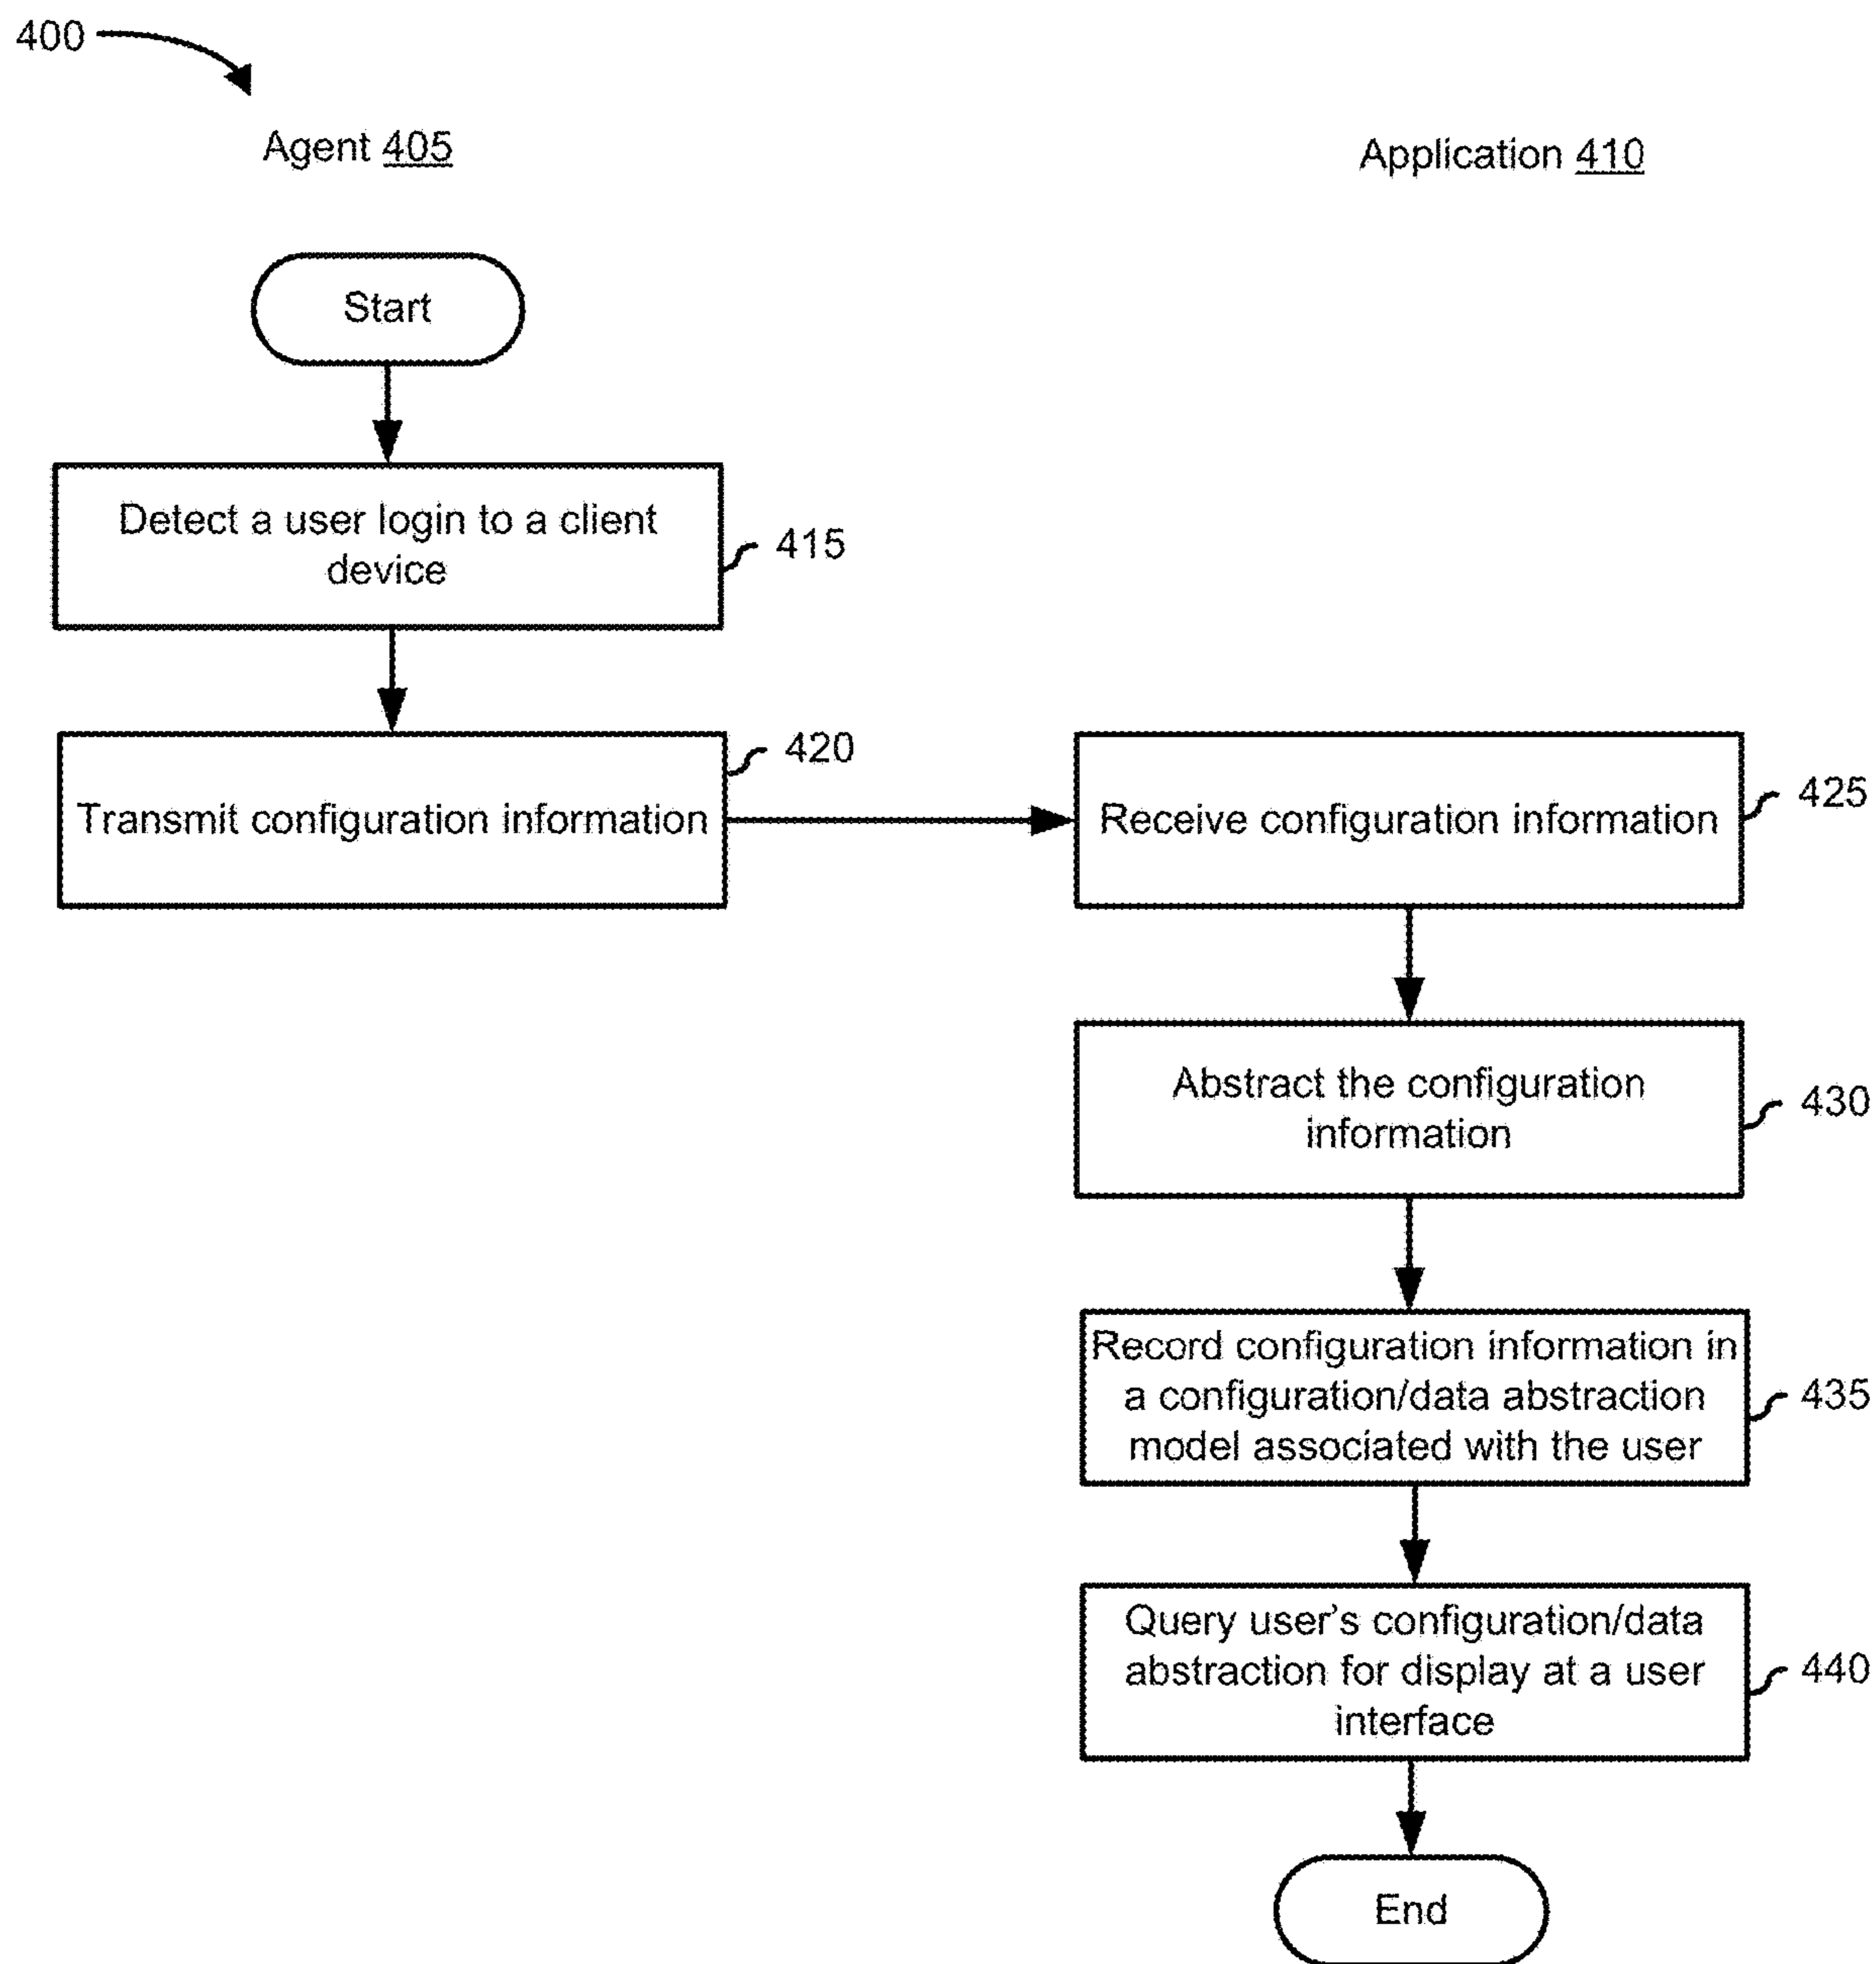 400
Agent 405
Application 410
Start
Detect a user login to a client
device
415
Transmit configuration information
420
Receive configuration information
425
Abstract the configuration
information
430
Record configuration information in
a configuration/data abstraction
model associated with the user
435
Query user's configuration/data
abstraction for display at a user
interface
440
End